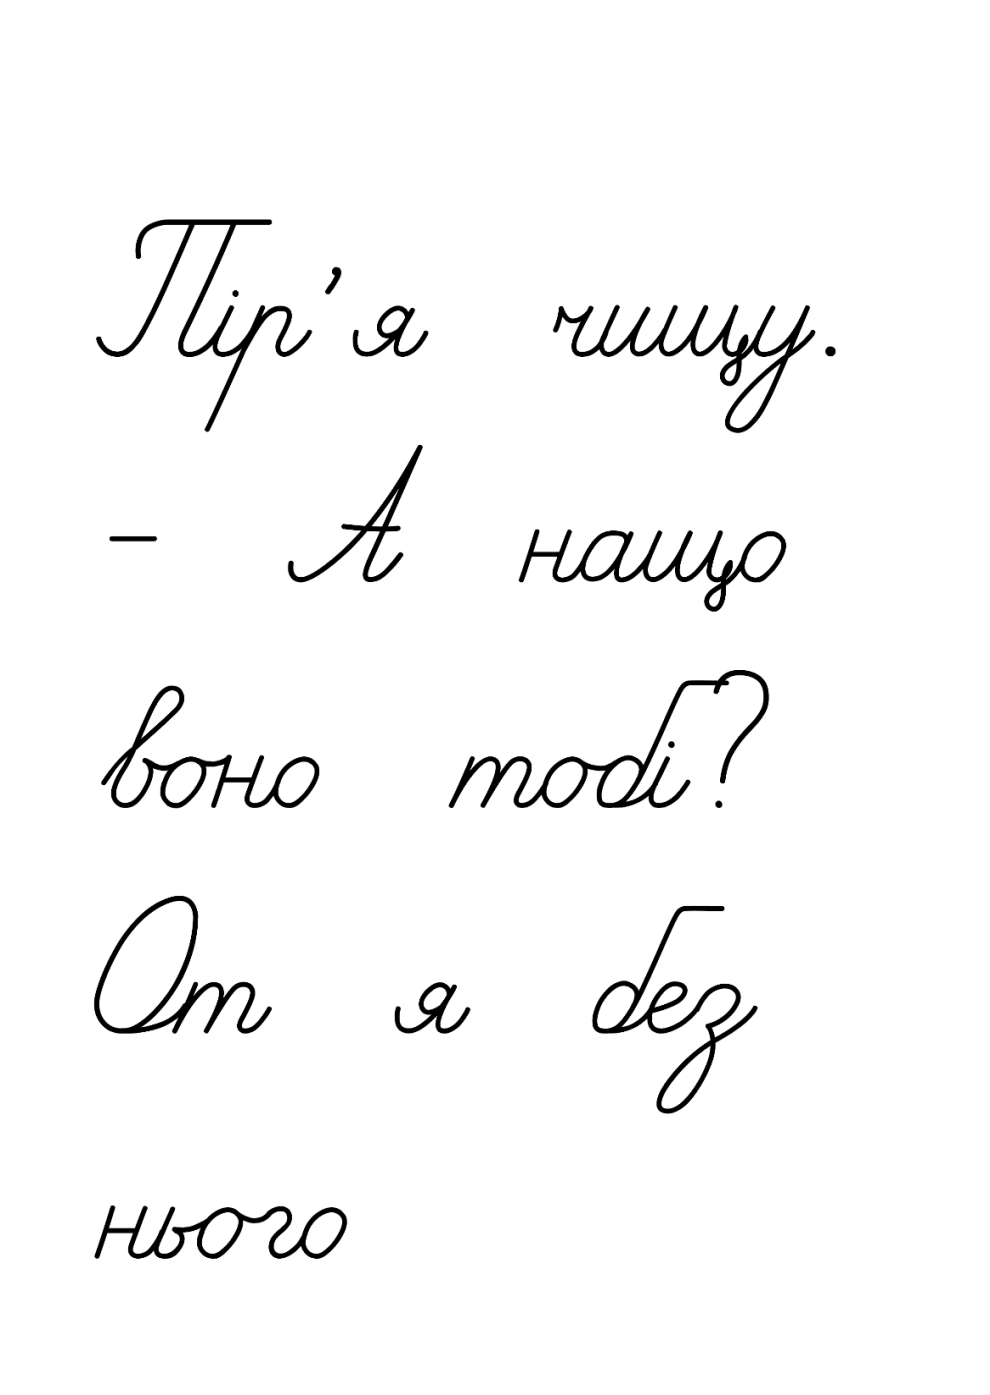 Пір’я чищу.
– А нащо
воно тобі?
От я без
нього